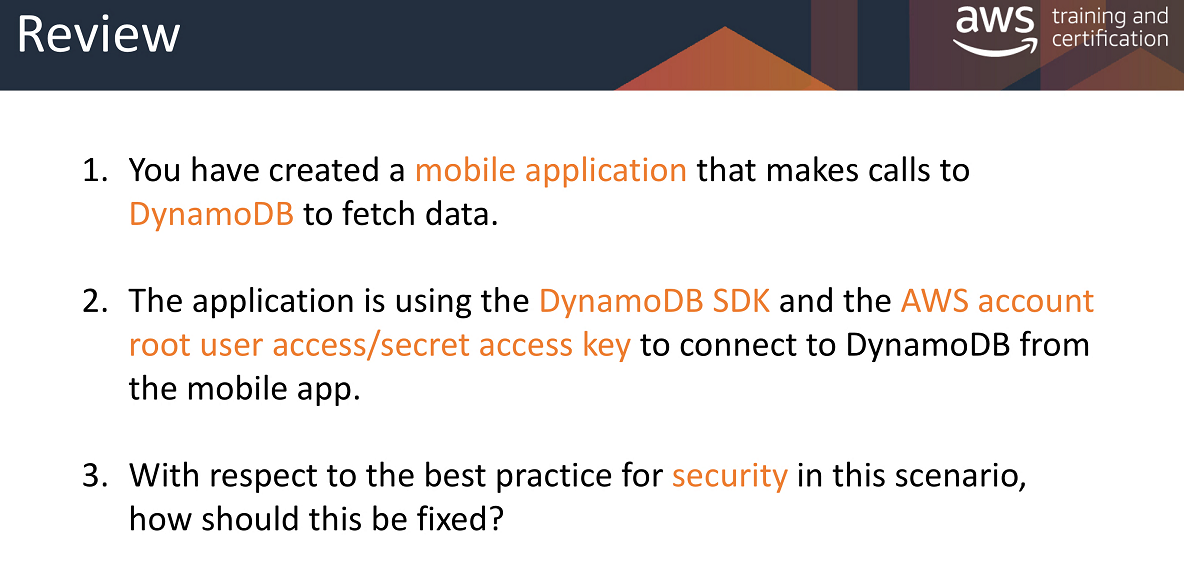 Review
aws training and
certification
1. You have created a mobile application that makes calls to
DynamoDB to fetch data.
2. The application is using the DynamoDB SDK and the AWS account
root user access/secret access key to connect to DynamoDB from
the mobile app.
3. With respect to the best practice for security in this scenario,
how should this be fixed?